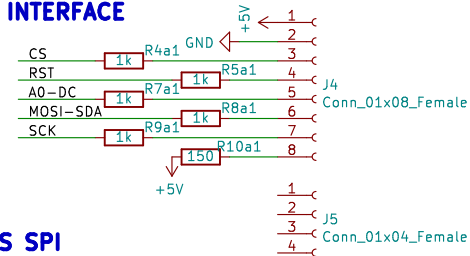 INTERFACE
+5V
1
GND
2
CS
R4a1
1k
3
RST
R5a1
1k
4
J4
A0-DC
R7a1
1k
5
Conn_01x08_Female
MOSI-SDA
R8a1
1k
6
SCK
R9a1
1k
7
R10a1
150
8
+5V
1
2
J5
3
Conn_01x04_Female
S SPI
4